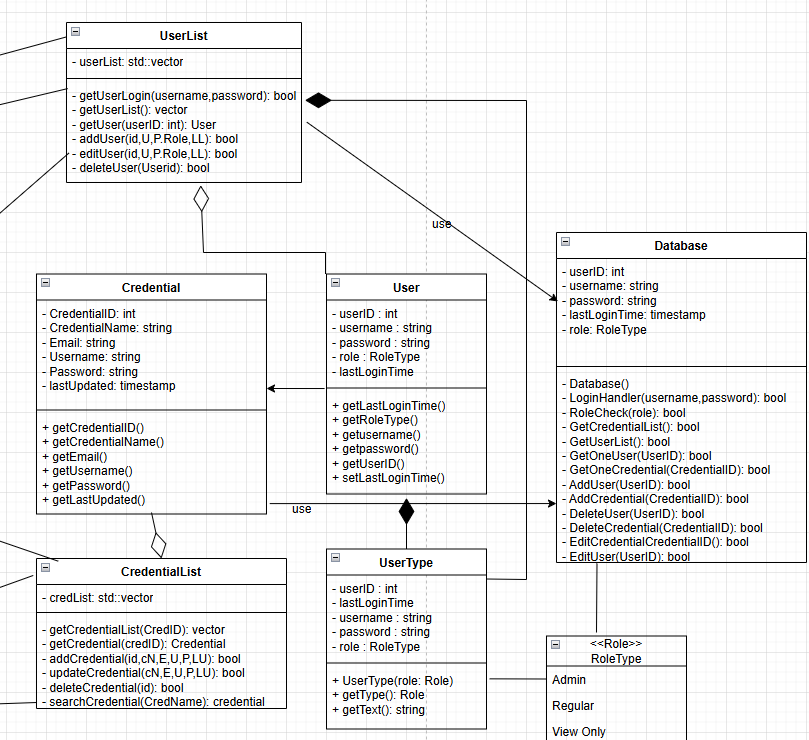 UserList
- userList: std::vector
- getUserLogin(username,password): bool
- getUserList(): vector
- getUser(userID: int): User
- addUser(id,U,P.Role,LL): bool
- editUser(id,U,P.Role,LL): bool
- deleteUser(Userid): bool
use
Database
- userID: int
- username: string
- password: string
- lastLoginTime: timestamp
- role: RoleType
- Database()
- LoginHandler(username,password): bool
- RoleCheck(role): bool
- GetCredentialList(): bool
- GetUserList(): bool
- GetOneUser(UserID): bool
- GetOneCredential(CredentialID): bool
- AddUser(UserID): bool
- AddCredential(CredentialID): bool
- DeleteUser(UserID): bool
- DeleteCredential(CredentialID): bool
- EditCredentialCredentialID(): bool
- EditUser(UserID): bool
Credential
- CredentialID: int
- CredentialName: string
- Email: string
- Username: string
- Password: string
- lastUpdated: timestamp
+ getCredentialID()
+ getCredentialName()
+ getEmail()
+ getUsername()
+ getPassword()
+ getLastUpdated()
User
- userID : int
- username : string
- password : string
- role : RoleType
- lastLoginTime
+ getLastLoginTime()
+ getRoleType()
+ getusername()
+ getpassword()
+ getUserID()
+ setLastLoginTime()
use
CredentialList
- credList: std::vector
- getCredentialList(CredID): vector
- getCredential(credID): Credential
- addCredential(id,cN,E,U,P,LU): bool
- updateCredential(cN,E,U,P,LU): bool
- deleteCredential(id): bool
- searchCredential(CredName): credential
UserType
- userID : int
- lastLoginTime
- username : string
- password : string
- role : RoleType
+ UserType(role: Role)
+ getType(): Role
+ getText(): string
<<Role>>
RoleType
Admin
Regular
View Only